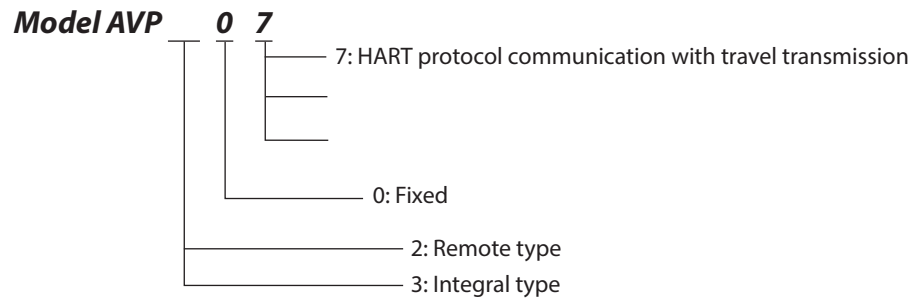 Model AVP __ 0 7
7: HART protocol communication with travel transmission
0: Fixed
2: Remote type
3: Integral type